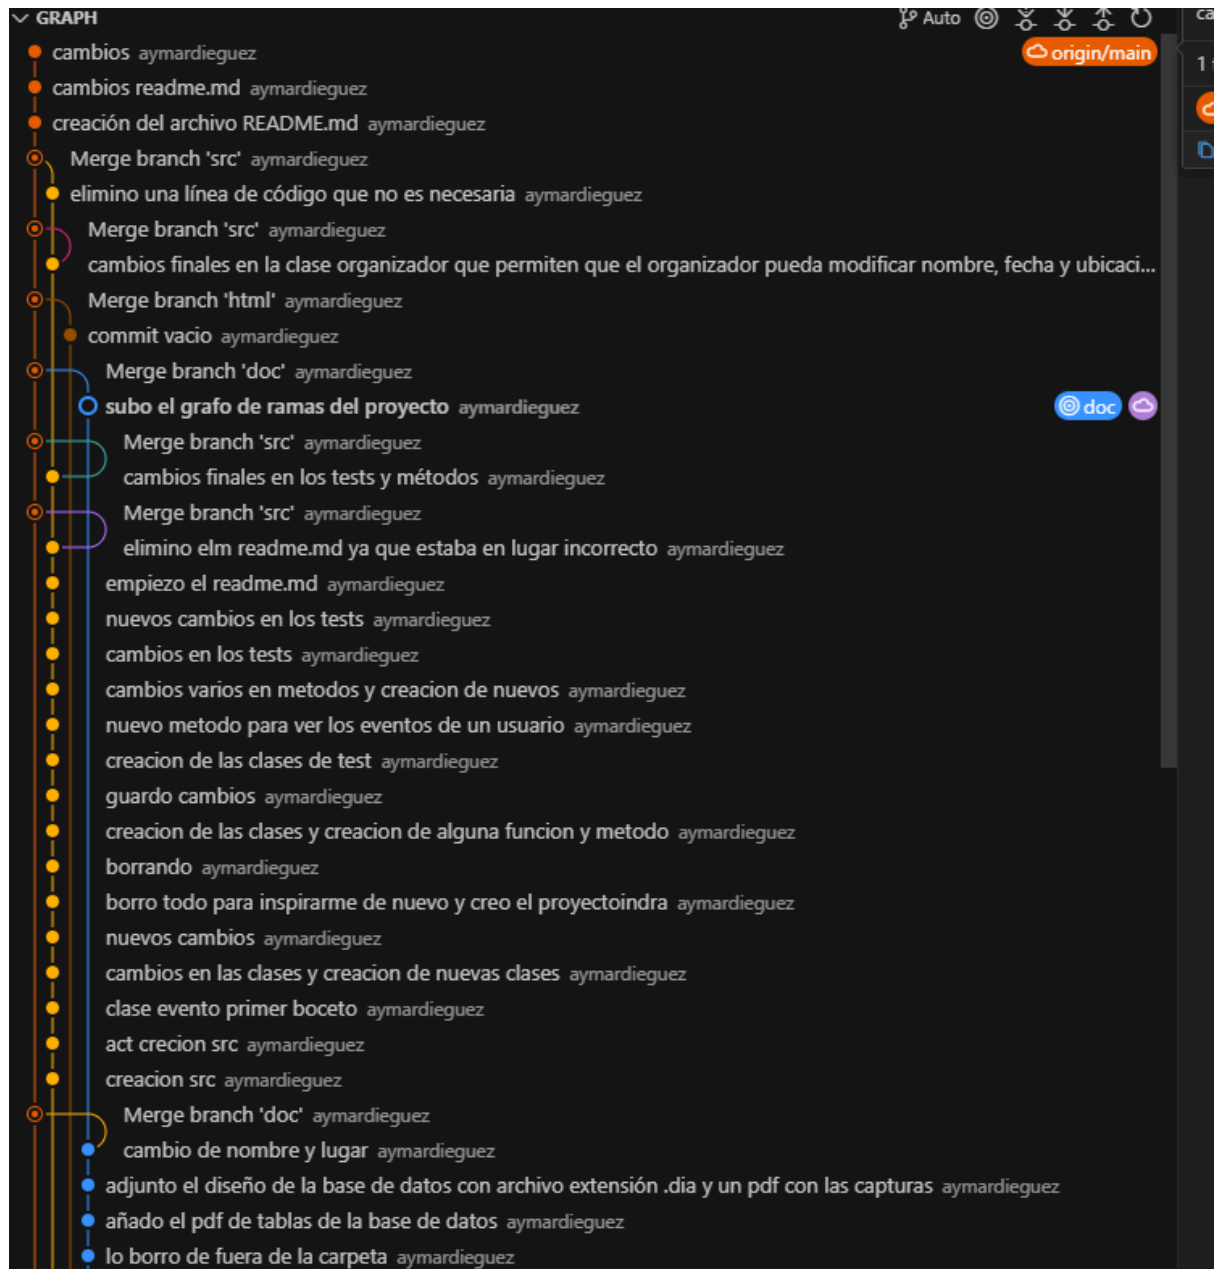 GRAPH Auto
cambios aymardieguez origin/main
cambios readme.md aymardieguez
creación del archivo README.md aymardieguez
Merge branch 'src' aymardieguez
elimino una línea de código que no es necesaria aymardieguez
Merge branch 'src' aymardieguez
cambios finales en la clase organizador que permiten que el organizador pueda modificar nombre, fecha y ubicaci...
Merge branch 'html' aymardieguez
commit vacio aymardieguez
Merge branch 'doc' aymardieguez
subo el grafo de ramas del proyecto aymardieguez doc
Merge branch 'src' aymardieguez
cambios finales en los tests y métodos aymardieguez
Merge branch 'src' aymardieguez
elimino elm readme.md ya que estaba en lugar incorrecto aymardieguez
empiezo el readme.md aymardieguez
nuevos cambios en los tests aymardieguez
cambios en los tests aymardieguez
cambios varios en metodos y creacion de nuevos aymardieguez
nuevo metodo para ver los eventos de un usuario aymardieguez
creacion de las clases de test aymardieguez
guardo cambios aymardieguez
creacion de las clases y creacion de alguna funcion y metodo aymardieguez
borrando aymardieguez
borro todo para inspirarme de nuevo y creo el proyectoindra aymardieguez
nuevos cambios aymardieguez
cambios en las clases y creacion de nuevas clases aymardieguez
clase evento primer boceto aymardieguez
act crecion src aymardieguez
creacion src aymardieguez
Merge branch 'doc' aymardieguez
cambio de nombre y lugar aymardieguez
adjunto el diseño de la base de datos con archivo extensión .dia y un pdf con las capturas aymardieguez
añado el pdf de tablas de la base de datos aymardieguez
lo borro de fuera de la carpeta aymardieguez